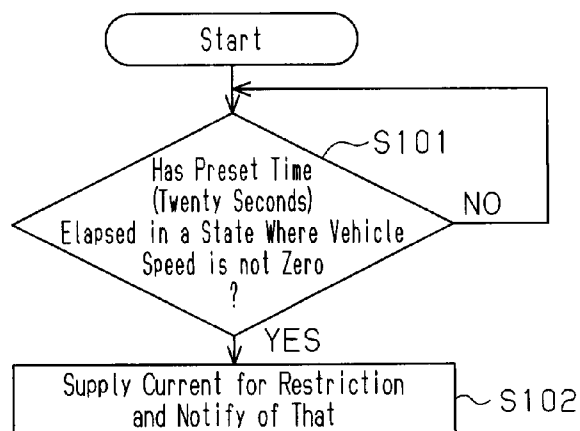 Start
S101
Has Preset Time
(Twenty Seconds)
Elapsed in a State Where Vehicle
Speed is not Zero
?
NO
YES
Supply Current for Restriction
and Notify of That
S102